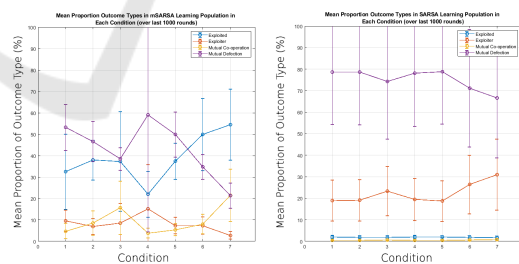 Mean Proportion Outcome Types in mSARSA Learning Population in
Each Condition (over last 1000 rounds)
Mean Proportion of Outcome Type (%)
100
90
80
70
60
50
40
30
20
10
0
0
1
2
3
4
5
6
7
Condition
Exploited
Exploiter
Mutual Co-operation
Mutual Defection
Mean Proportion Outcome Types in SARSA Learning Population in
Each Condition (over last 1000 rounds)
Mean Proportion of Outcome Type (%)
100
90
80
70
60
50
40
30
20
10
0
0
1
2
3
4
5
6
7
Condition
Exploited
Exploiter
Mutual Co-operation
Mutual Defection